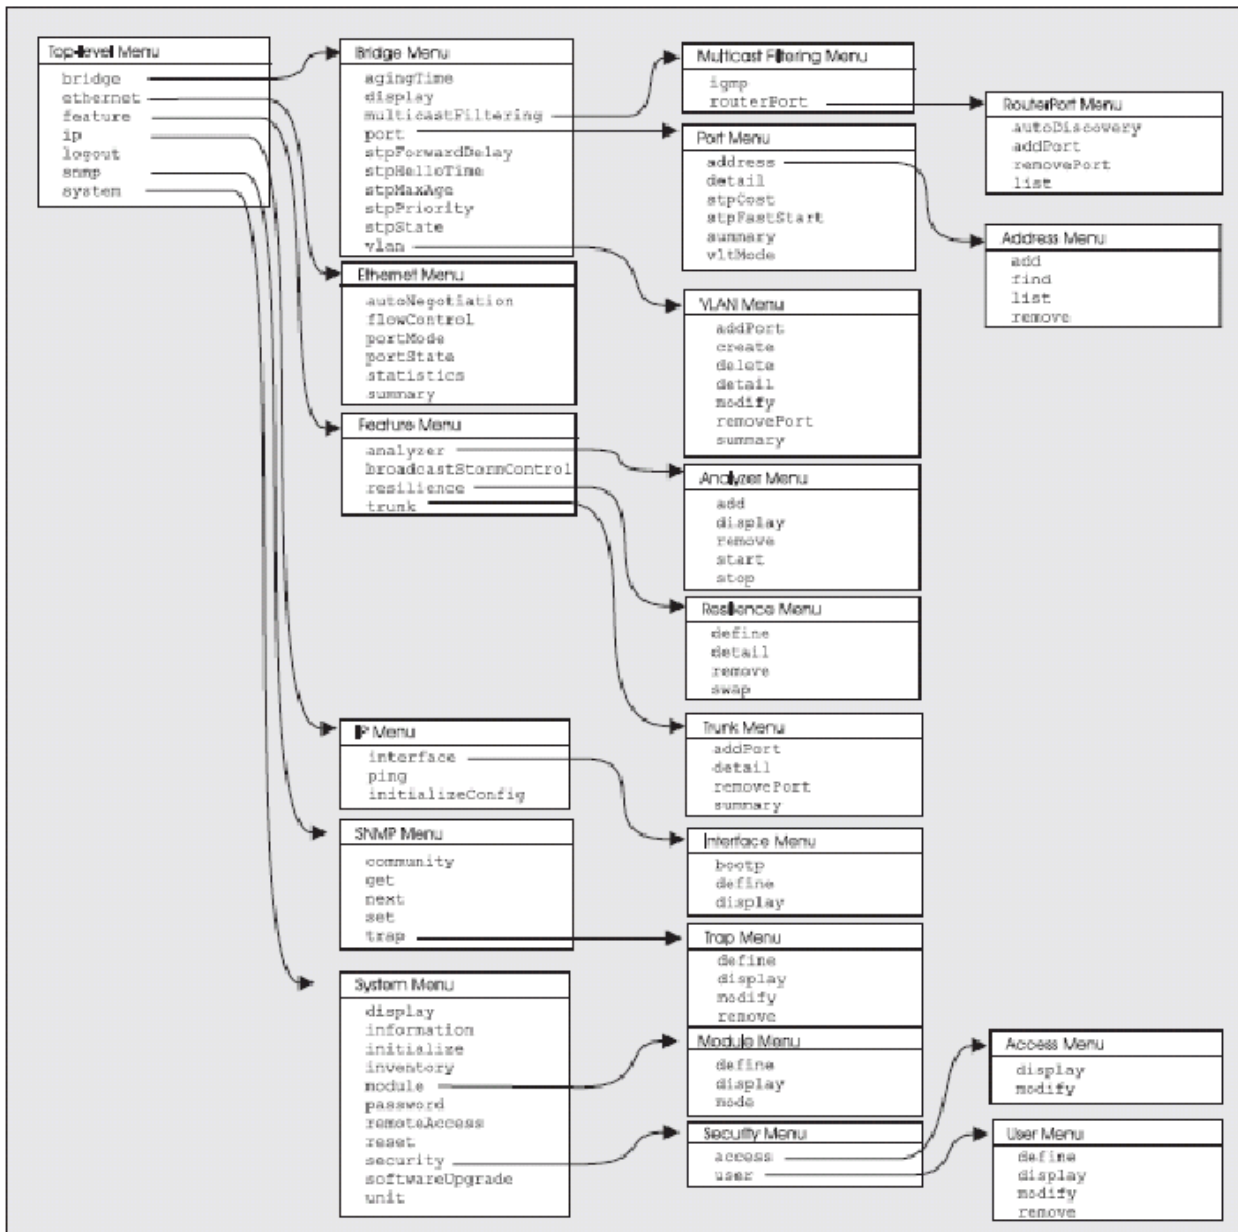 Top-level Menu
bridge
ethernet
feature
ip
logout
snmp
system
Bridge Menu
agingTime
display
multicastFiltering
port
stpForwardDelay
stpHelloTime
stpMaxAge
stpPriority
stpState
vlan
Ethernet Menu
autoNegotiation
flowControl
portMode
portState
statistics
summary
Feature Menu
analyzer
broadcastStormControl
resilience
trunk
IP Menu
interface
ping
initializeConfig
SNMP Menu
community
get
next
set
trap
System Menu
display
information
initialize
inventory
module
password
remoteAccess
reset
security
softwareUpgrade
unit
Multicast Filtering Menu
igmp
routerPort
Port Menu
address
detail
stpCost
stpFastStart
summary
vltMode
VLAN Menu
addPort
create
delete
detail
modify
removePort
summary
Analyzer Menu
add
display
remove
start
stop
Resilience Menu
define
detail
remove
swap
Trunk Menu
addPort
detail
removePort
summary
Interface Menu
bootp
define
display
Trap Menu
define
display
modify
remove
Module Menu
define
display
mode
Security Menu
access
user
RouterPort Menu
autoDiscovery
addPort
removePort
list
Address Menu
add
find
list
remove
Access Menu
display
modify
User Menu
define
display
modify
remove